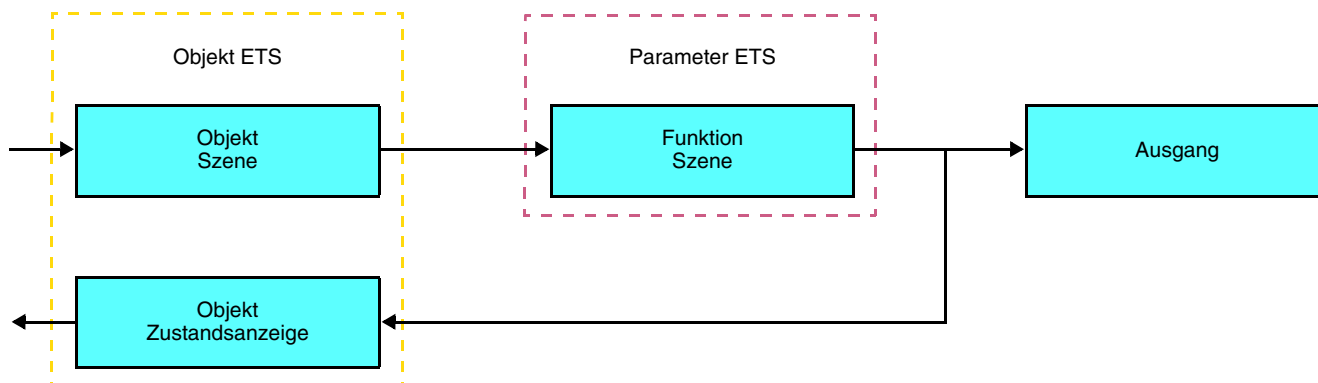 Objekt ETS
Parameter ETS
Objekt
Szene
Funktion
Szene
Ausgang
Objekt
Zustandsanzeige